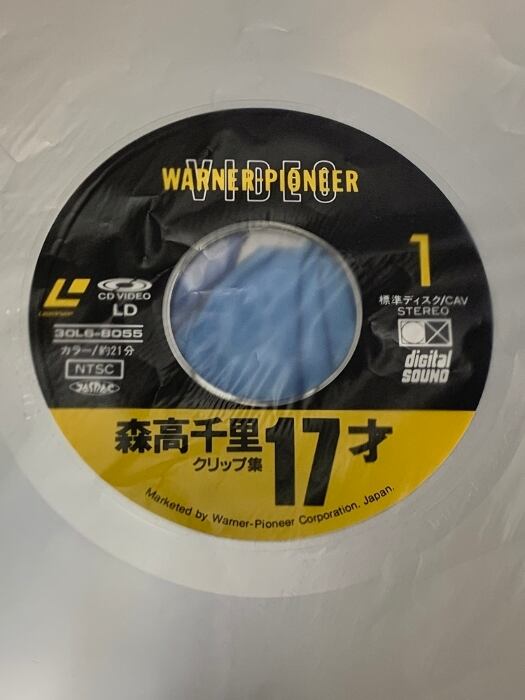 VIDEO
WARNER-PIONEER
1
LaserVision
CD VIDEO
LD
標準ディスク/CAV
STEREO
30L6-8055
カラー/約21分
NTSC
JASRAC
digital
SOUND
森高千里 17才
クリップ集
Marketed by Warner-Pioneer Corporation, Japan.